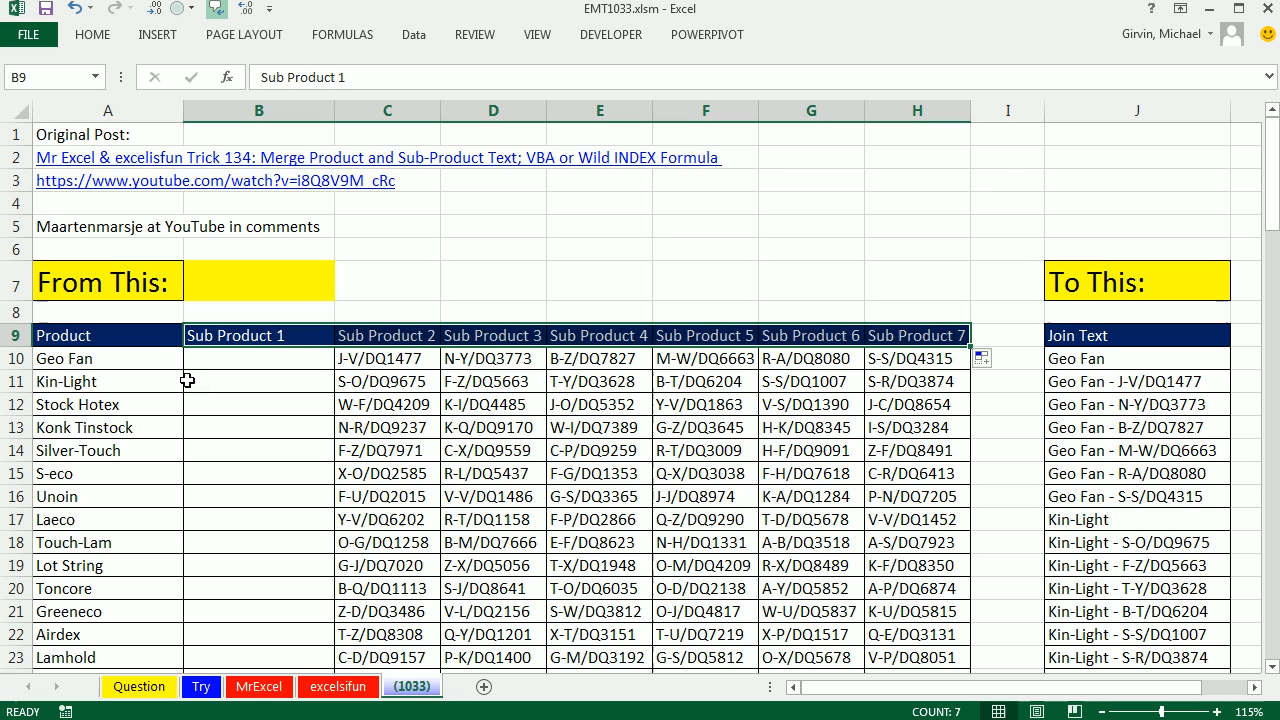 EMT1033.xlsm - Excel
FILE HOME INSERT PAGE LAYOUT FORMULAS Data REVIEW VIEW DEVELOPER POWERPIVOT Girvin, Michael
B9 fx Sub Product 1
A B C D E F G H I J
1 Original Post:
2 Mr Excel & excelisfun Trick 134: Merge Product and Sub-Product Text; VBA or Wild INDEX Formula
3 https://www.youtube.com/watch?v=i8Q8V9M_cRc
4
5 Maartenmarsje at YouTube in comments
6
7 From This: To This:
8
9 Product Sub Product 1 Sub Product 2 Sub Product 3 Sub Product 4 Sub Product 5 Sub Product 6 Sub Product 7 Join Text
10 Geo Fan J-V/DQ1477 N-Y/DQ3773 B-Z/DQ7827 M-W/DQ6663 R-A/DQ8080 S-S/DQ4315 Geo Fan
11 Kin-Light S-O/DQ9675 F-Z/DQ5663 T-Y/DQ3628 B-T/DQ6204 S-S/DQ1007 S-R/DQ3874 Geo Fan - J-V/DQ1477
12 Stock Hotex W-F/DQ4209 K-I/DQ4485 J-O/DQ5352 Y-V/DQ1863 V-S/DQ1390 J-C/DQ8654 Geo Fan - N-Y/DQ3773
13 Konk Tinstock N-R/DQ9237 K-Q/DQ9170 W-I/DQ7389 G-Z/DQ3645 H-K/DQ8345 I-S/DQ3284 Geo Fan - B-Z/DQ7827
14 Silver-Touch F-Z/DQ7971 C-X/DQ9559 C-P/DQ9259 R-T/DQ3009 H-F/DQ9091 Z-F/DQ8491 Geo Fan - M-W/DQ6663
15 S-eco X-O/DQ2585 R-L/DQ5437 F-G/DQ1353 Q-X/DQ3038 F-H/DQ7618 C-R/DQ6413 Geo Fan - R-A/DQ8080
16 Unoin F-U/DQ2015 V-V/DQ1486 G-S/DQ3365 J-J/DQ8974 K-A/DQ1284 P-N/DQ7205 Geo Fan - S-S/DQ4315
17 Laeco Y-V/DQ6202 R-T/DQ1158 F-P/DQ2866 Q-Z/DQ9290 T-D/DQ5678 V-V/DQ1452 Kin-Light
18 Touch-Lam O-G/DQ1258 B-M/DQ7666 E-F/DQ8623 N-H/DQ1331 A-B/DQ3518 A-S/DQ7923 Kin-Light - S-O/DQ9675
19 Lot String G-J/DQ7020 Z-X/DQ5056 T-X/DQ1948 O-M/DQ4209 R-X/DQ8489 K-F/DQ8350 Kin-Light - F-Z/DQ5663
20 Toncore B-Q/DQ1113 S-J/DQ8641 T-O/DQ6035 O-D/DQ2138 A-Y/DQ5852 A-P/DQ6874 Kin-Light - T-Y/DQ3628
21 Greeneco Z-D/DQ3486 V-L/DQ2156 S-W/DQ3812 O-J/DQ4817 W-U/DQ5837 K-U/DQ5815 Kin-Light - B-T/DQ6204
22 Airdex T-Z/DQ8308 Q-Y/DQ1201 X-T/DQ3151 T-U/DQ7219 X-P/DQ1517 Q-E/DQ3131 Kin-Light - S-S/DQ1007
23 Lamhold C-D/DQ9157 P-K/DQ1400 G-M/DQ3192 G-S/DQ5812 O-X/DQ5678 V-P/DQ8051 Kin-Light - S-R/DQ3874
Question Try MrExcel excelsifun (1033)
READY COUNT: 7 115%